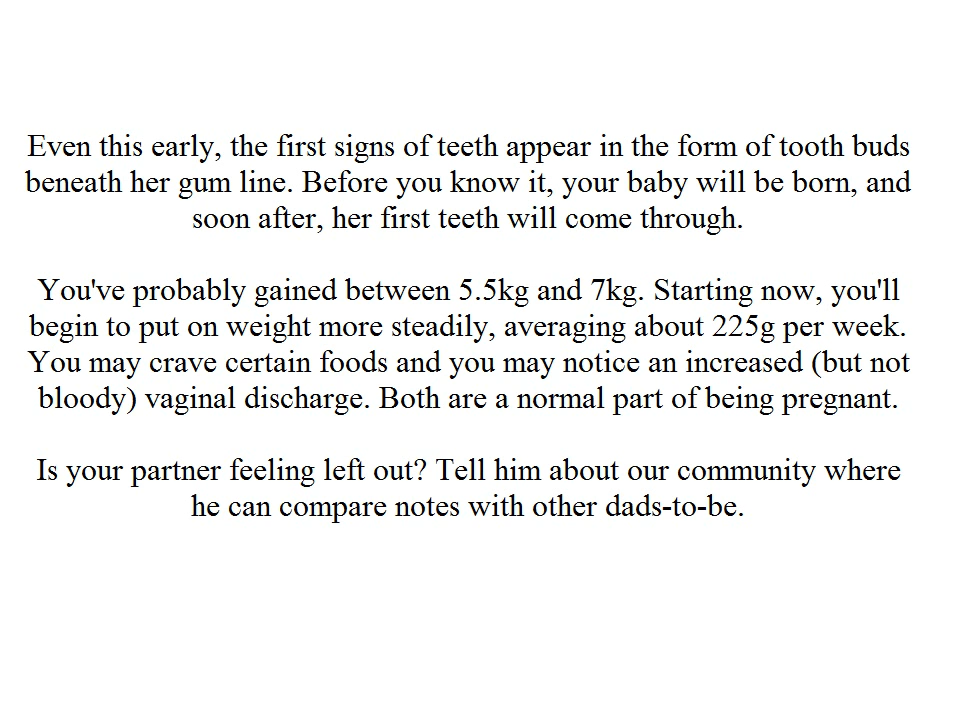 Even this early, the first signs of teeth appear in the form of tooth buds
beneath her gum line. Before you know it, your baby will be born, and
soon after, her first teeth will come through.
You've probably gained between 5.5kg and 7kg. Starting now, you'll
begin to put on weight more steadily, averaging about 225g per week.
You may crave certain foods and you may notice an increased (but not
bloody) vaginal discharge. Both are a normal part of being pregnant.
Is your partner feeling left out? Tell him about our community where
he can compare notes with other dads-to-be.